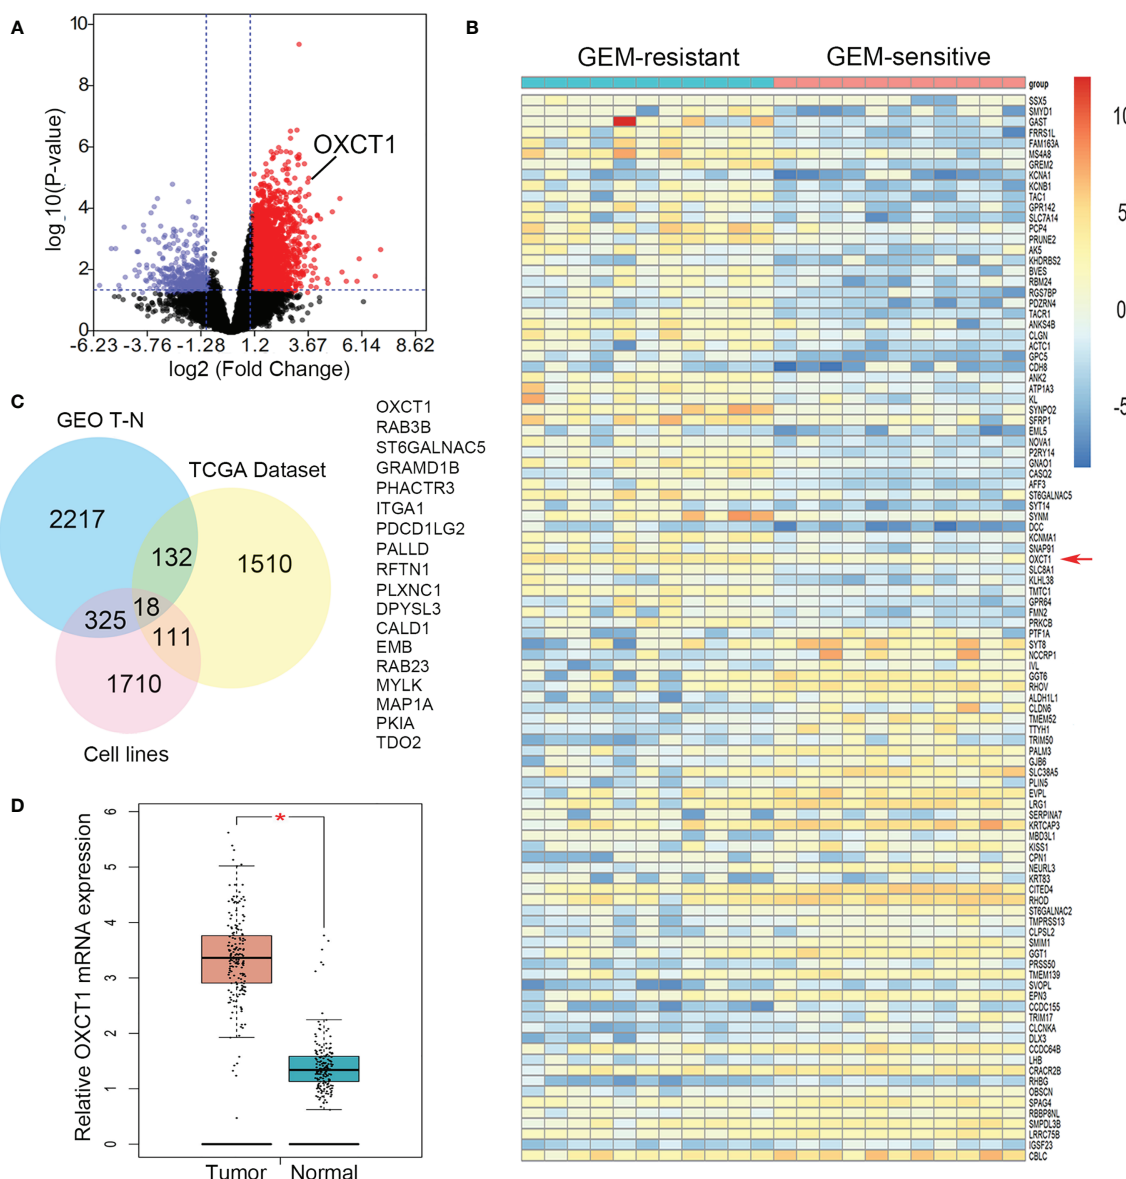 A
10
8
6
4
2
0
log_10(P-value)
OXCT1
-6.23 -3.76 -1.28 1.2 3.67 6.14 8.62
log2 (Fold Change)
B
GEM-resistant GEM-sensitive
group
SSX5
SMYD1
GAST
FRRS1L
FAM163A
MS4A8
GREM2
KCNA1
KCNB1
TAC1
GPR142
SLC7A14
PCP4
PRUNE2
AK5
KHDRBS2
BVES
RBM24
RGS7BP
PDZRN4
TACR1
ANKS4B
CLGN
ACTC1
GPC5
CDH8
ANK2
ATP1A3
KL
SYNPO2
SFRP1
EML5
NOVA1
P2RY14
GNAO1
CASQ2
AFF3
ST6GALNAC5
SYT14
SYNM
DCC
KCNMA1
SNAP91
OXCT1
SLC8A1
KLHL38
TMTC1
GPR64
FMN2
PRKCB
PTF1A
SYT8
NCCRP1
IVL
GGT6
RHOV
ALDH1L1
CLDN6
TMEM52
TTYH1
TRIM50
PALM3
GJB6
SLC38A5
PLIN5
EVPL
LRG1
SERPINA7
KRTCAP3
MBD3L1
KISS1
CPN1
NEURL3
KRT83
CITED4
RHOD
ST6GALNAC2
TMPRSS13
CLPSL2
SMIM1
GGT1
PRSS50
TMEM139
SVOPL
EPN3
CCDC155
TRIM17
CLCNKA
DLX3
CCDC64B
LHB
CRACR2B
RHBG
OBSCN
SPAG4
RBBP8NL
SMPDL3B
LRRC75B
IGSF23
CBLC
10
5
0
-5
C
GEO T-N
TCGA Dataset
2217
132
1510
18
325
111
1710
Cell lines
OXCT1
RAB3B
ST6GALNAC5
GRAMD1B
PHACTR3
ITGA1
PDCD1LG2
PALLD
RFTN1
PLXNC1
DPYSL3
CALD1
EMB
RAB23
MYLK
MAP1A
PKIA
TDO2
D
Relative OXCT1 mRNA expression
6
5
4
3
2
1
0
*
Tumor Normal